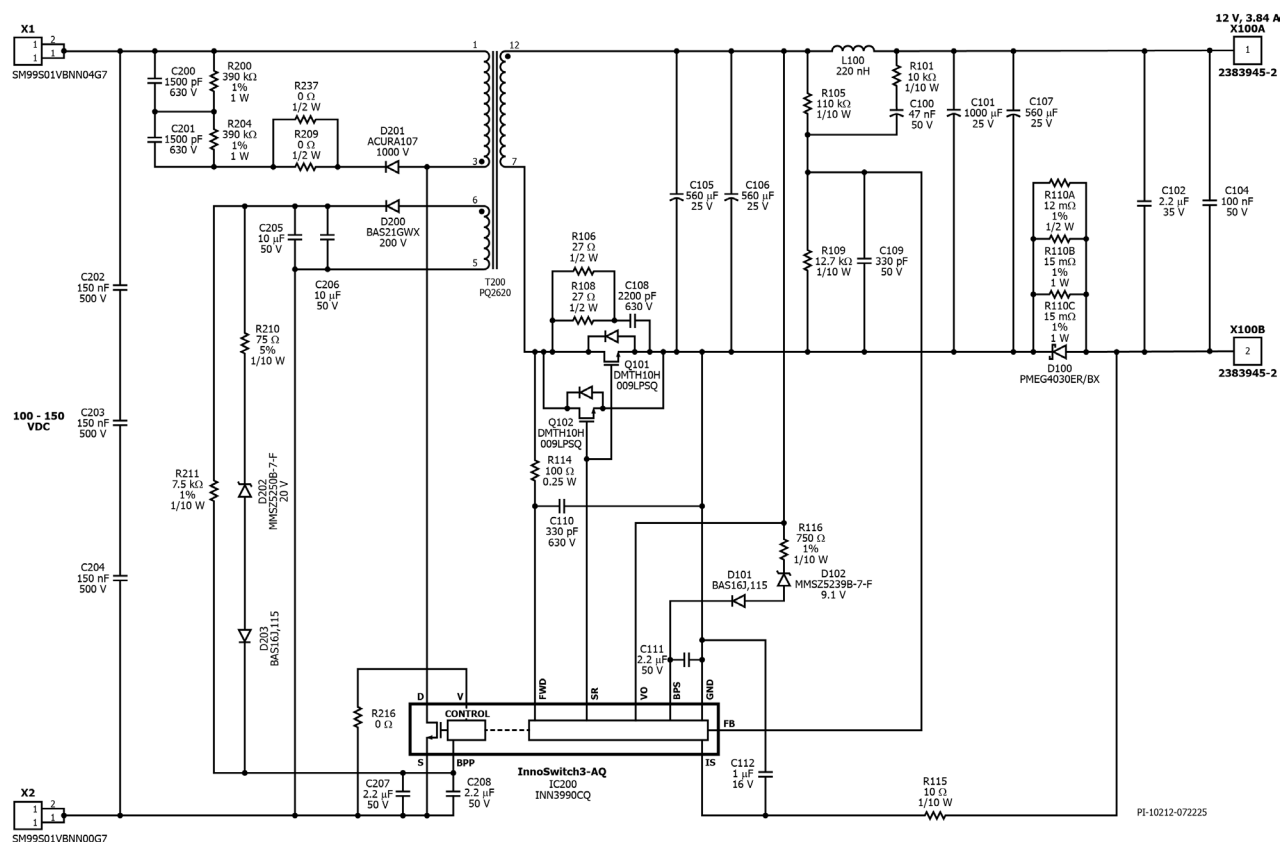 X1
1
2
1
SM99S01VBNN04G7
C200
1500 pF
630 V
R200
390 kΩ
1%
1 W
C201
1500 pF
630 V
R204
390 kΩ
1%
1 W
R237
0 Ω
1/2 W
R209
0 Ω
1/2 W
D201
ACURA107
1000 V
1
3
6
5
12
7
T200
PQ2620
D200
BAS21GWX
200 V
C205
10 µF
50 V
C206
10 µF
50 V
C202
150 nF
500 V
C203
150 nF
500 V
C204
150 nF
500 V
100 - 150
VDC
R210
75 Ω
5%
1/10 W
R211
7.5 kΩ
1%
1/10 W
D202
MMSZ5250B-7-F
20 V
D203
BAS16J,115
R216
0 Ω
C207
2.2 µF
50 V
C208
2.2 µF
50 V
X2
1
2
1
SM99S01VBNN00G7
R106
27 Ω
1/2 W
R108
27 Ω
1/2 W
C108
2200 pF
630 V
Q101
DMTH10H
009LPSQ
Q102
DMTH10H
009LPSQ
R114
100 Ω
0.25 W
C110
330 pF
630 V
C105
560 µF
25 V
C106
560 µF
25 V
L100
220 nH
R105
110 kΩ
1/10 W
R101
10 kΩ
1/10 W
C100
47 nF
50 V
C101
1000 µF
25 V
C107
560 µF
25 V
R109
12.7 kΩ
1/10 W
C109
330 pF
50 V
R110A
12 mΩ
1%
1/2 W
R110B
15 mΩ
1%
1 W
R110C
15 mΩ
1%
1 W
D100
PMEG4030ER/BX
C102
2.2 µF
35 V
C104
100 nF
50 V
12 V, 3.84 A
X100A
1
2383945-2
X100B
2
2383945-2
R116
750 Ω
1%
1/10 W
D101
BAS16J,115
D102
MMSZ5239B-7-F
9.1 V
C111
2.2 µF
50 V
D
V
FWD
SR
VO
BPS
GND
CONTROL
FB
S
BPP
IS
InnoSwitch3-AQ
IC200
INN3990CQ
C112
1 µF
16 V
R115
10 Ω
1/10 W
PI-10212-072225